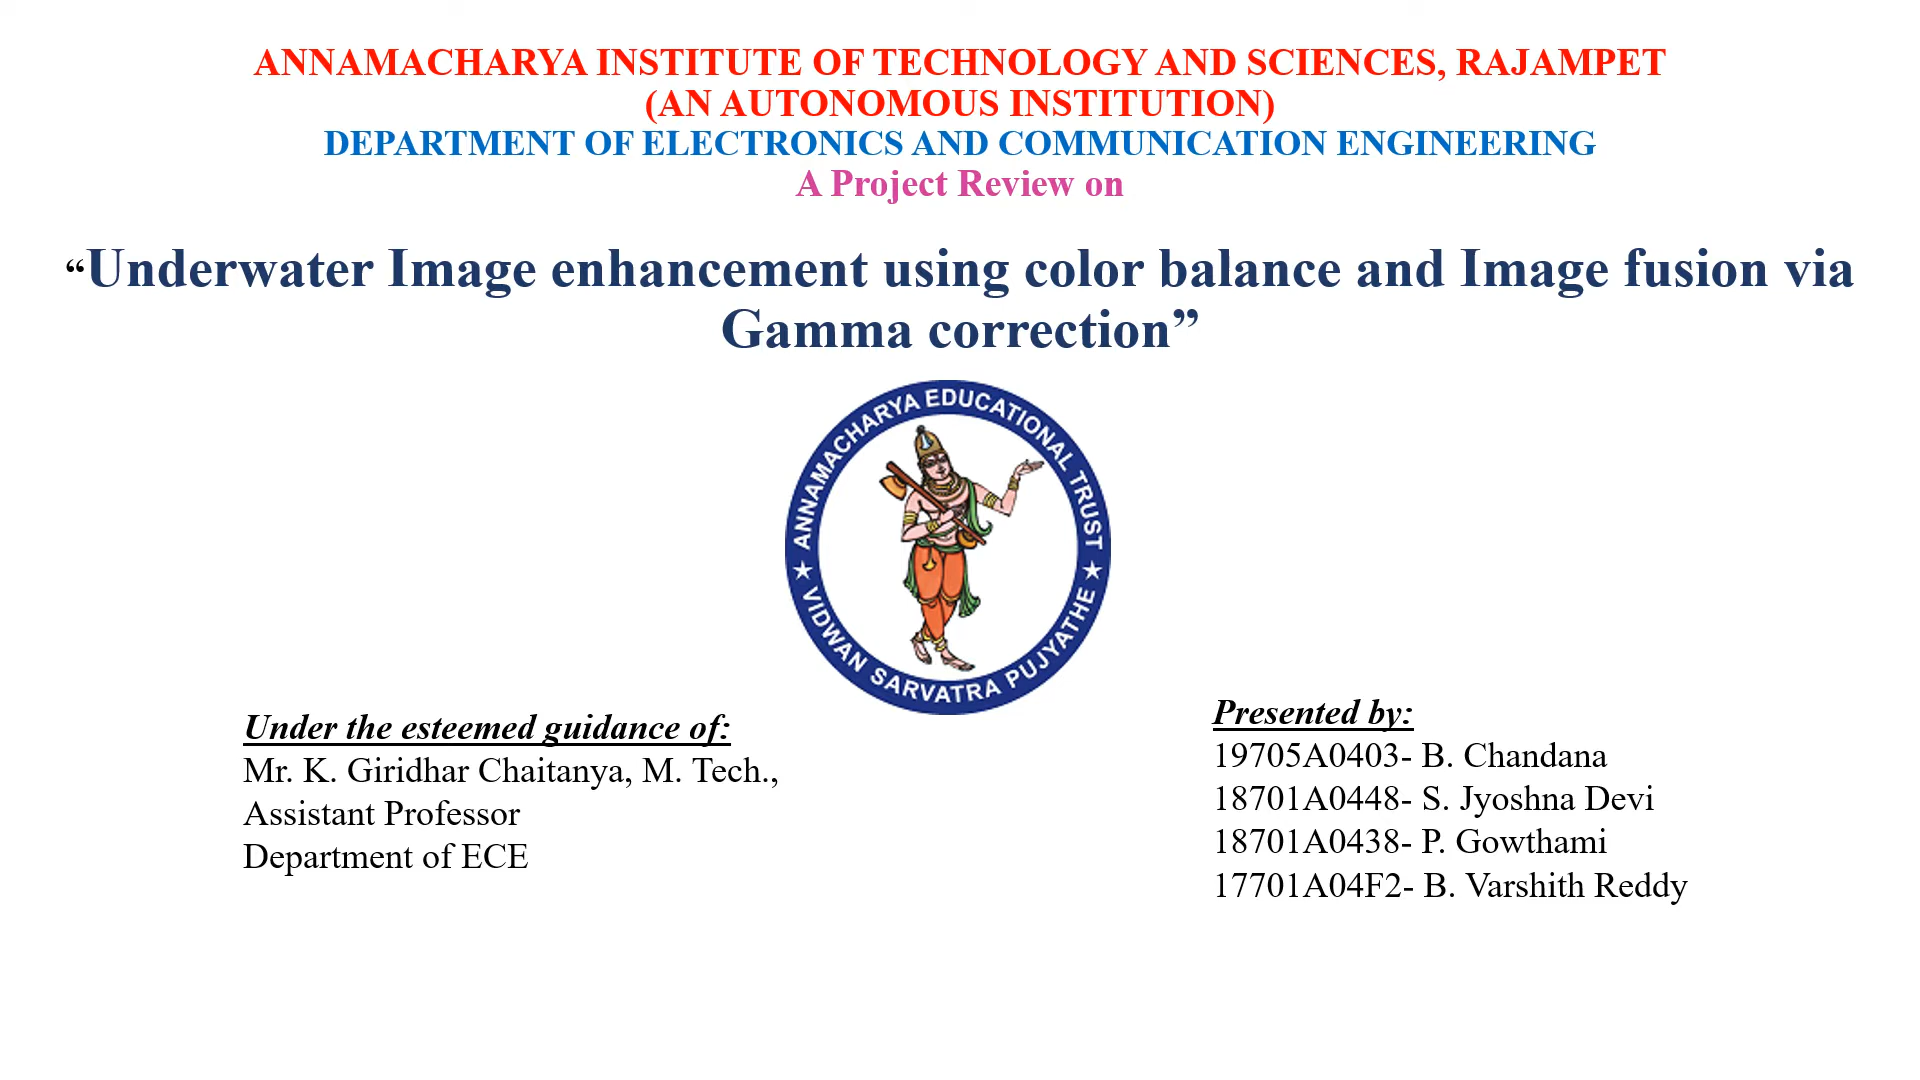 ANNAMACHARYA INSTITUTE OF TECHNOLOGY AND SCIENCES, RAJAMPET
(AN AUTONOMOUS INSTITUTION)
DEPARTMENT OF ELECTRONICS AND COMMUNICATION ENGINEERING
A Project Review on
“Underwater Image enhancement using color balance and Image fusion via
Gamma correction”
ANNAMACHARYA EDUCATIONAL TRUST
★ VIDWAN SARVATRA PUJYATHE ★
Under the esteemed guidance of:
Mr. K. Giridhar Chaitanya, M. Tech.,
Assistant Professor
Department of ECE
Presented by:
19705A0403- B. Chandana
18701A0448- S. Jyoshna Devi
18701A0438- P. Gowthami
17701A04F2- B. Varshith Reddy